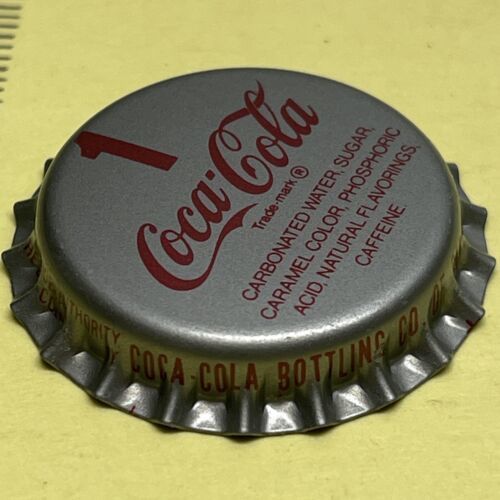 1
Coca-Cola
Trade-mark ®
CARBONATED WATER, SUGAR,
CARAMEL COLOR, PHOSPHORIC
ACID, NATURAL FLAVORINGS,
CAFFEINE
AUTHORITY
COCA-COLA BOTTLING CO.